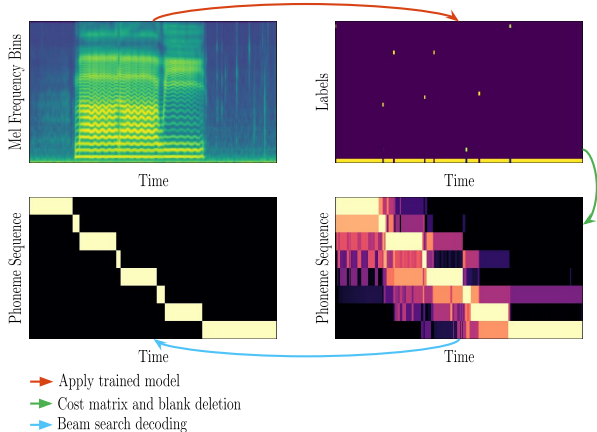 Mel Frequency Bins
Time
Labels
Time
Phoneme Sequence
Time
Phoneme Sequence
Time
Apply trained model
Cost matrix and blank deletion
Beam search decoding